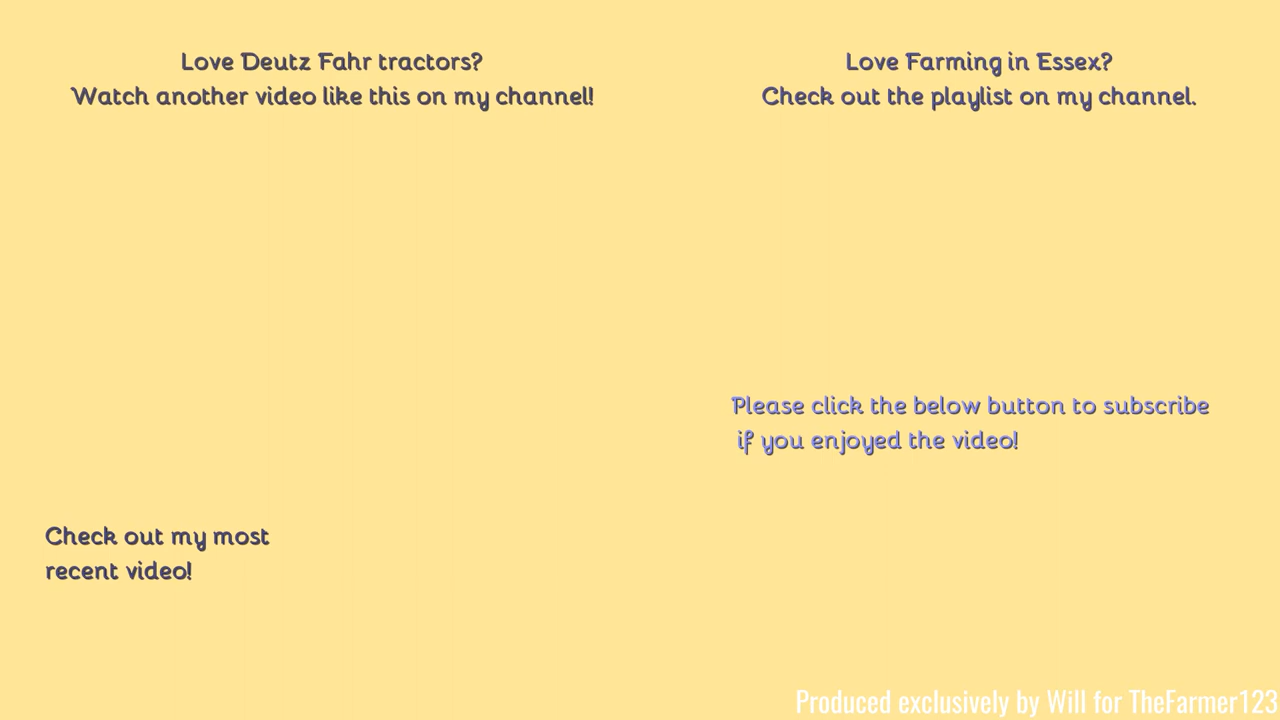 Love Deutz Fahr tractors?
Watch another video like this on my channel!
Love Farming in Essex?
Check out the playlist on my channel.
Please click the below button to subscribe
if you enjoyed the video!
Check out my most
recent video!
Produced exclusively by Will for TheFarmer123